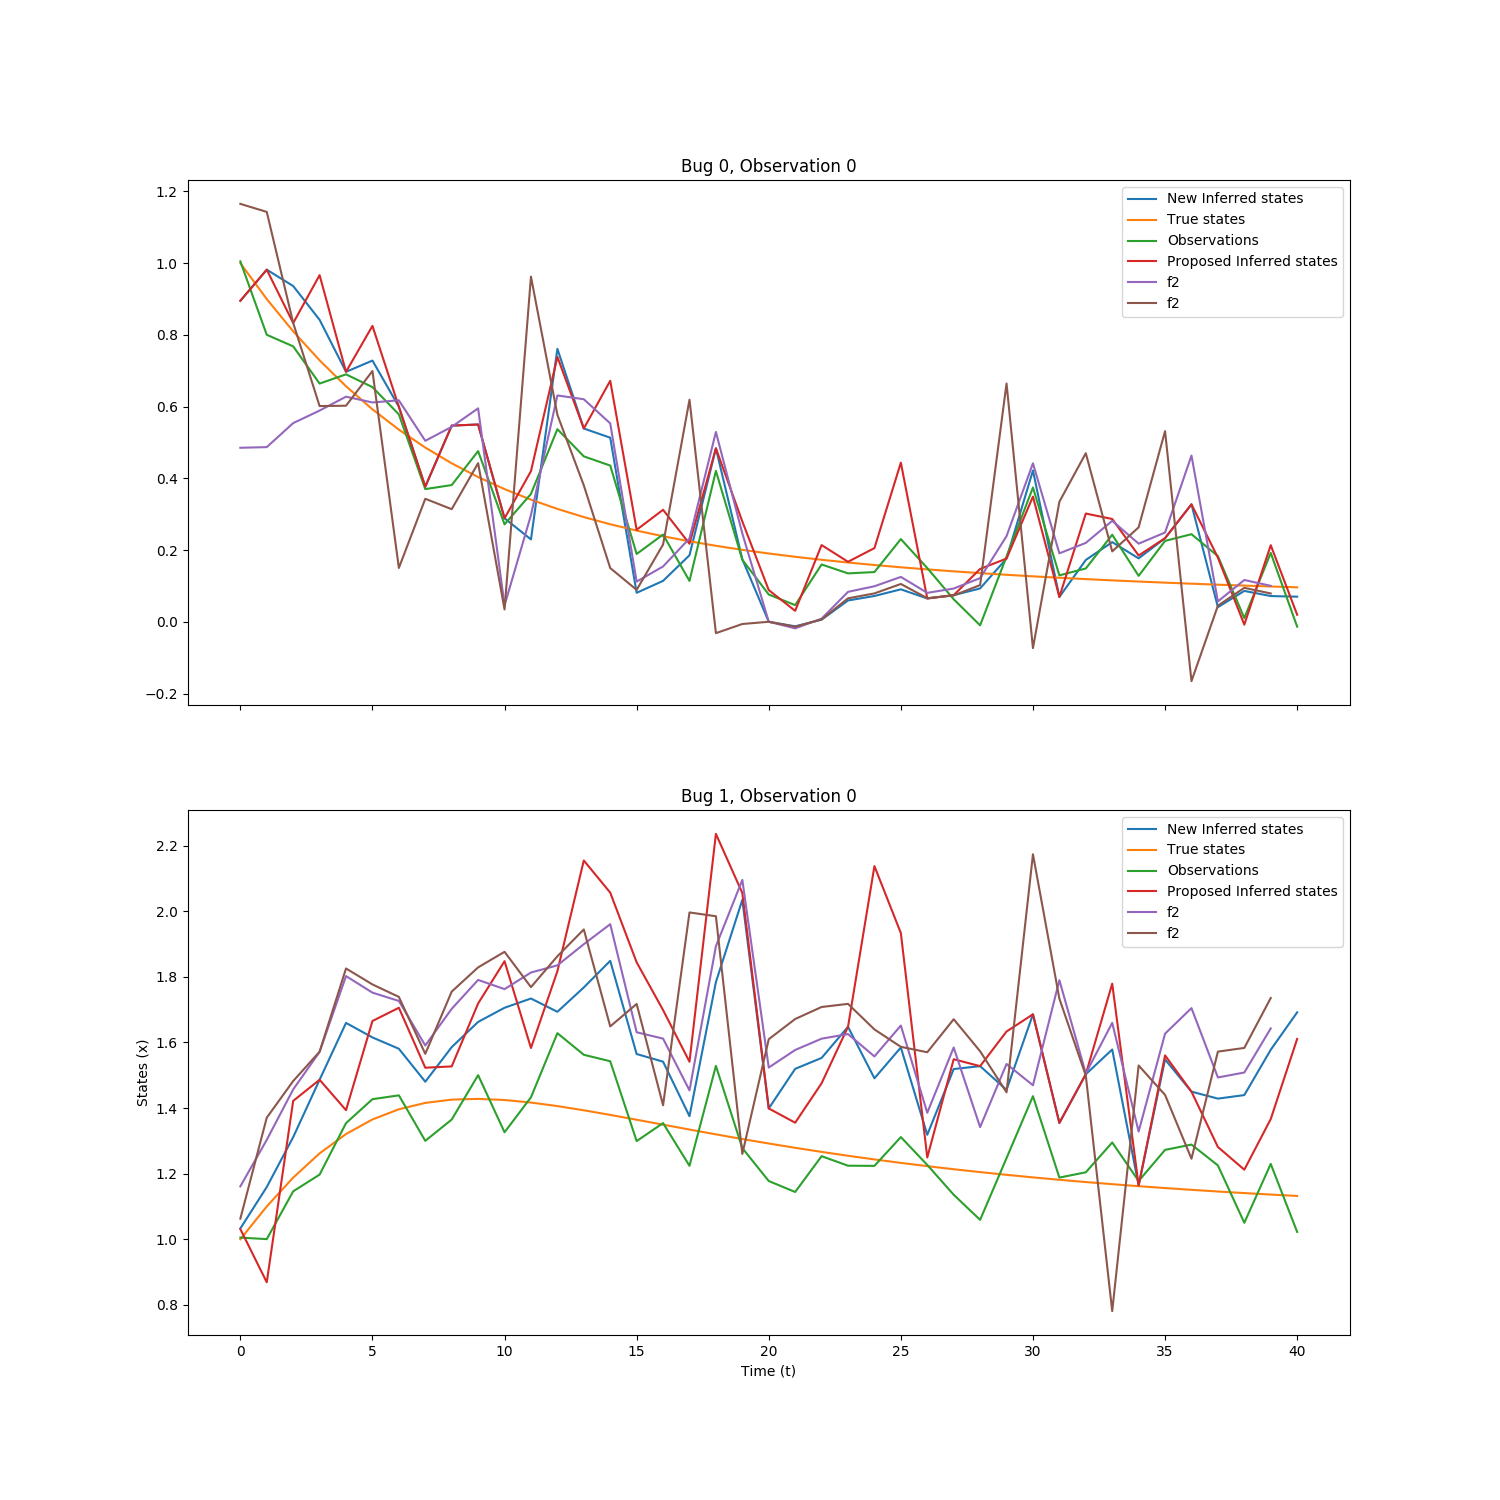 Bug 0, Observation 0
1.2
1.0
0.8
0.6
0.4
0.2
0.0
−0.2
New Inferred states
True states
Observations
Proposed Inferred states
f2
f2
Bug 1, Observation 0
States (x)
2.2
2.0
1.8
1.6
1.4
1.2
1.0
0.8
New Inferred states
True states
Observations
Proposed Inferred states
f2
f2
0 5 10 15 20 25 30 35 40
Time (t)